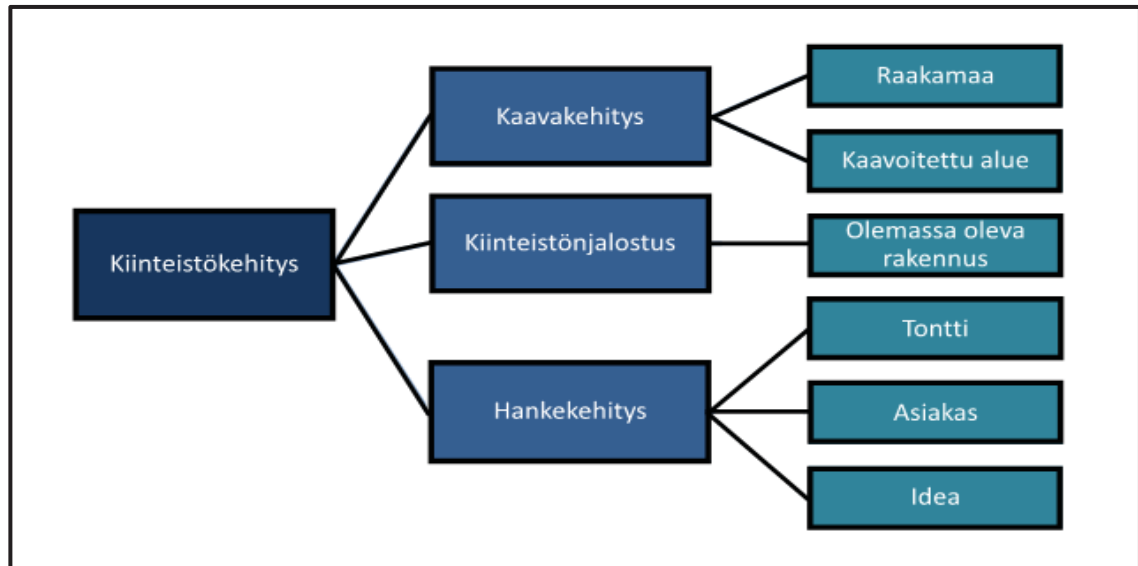 Kiinteistökehitys
Kaavakehitys
Raakamaa
Kaavoitettu alue
Kiinteistönjalostus
Olemassa oleva
rakennus
Hankekehitys
Tontti
Asiakas
Idea